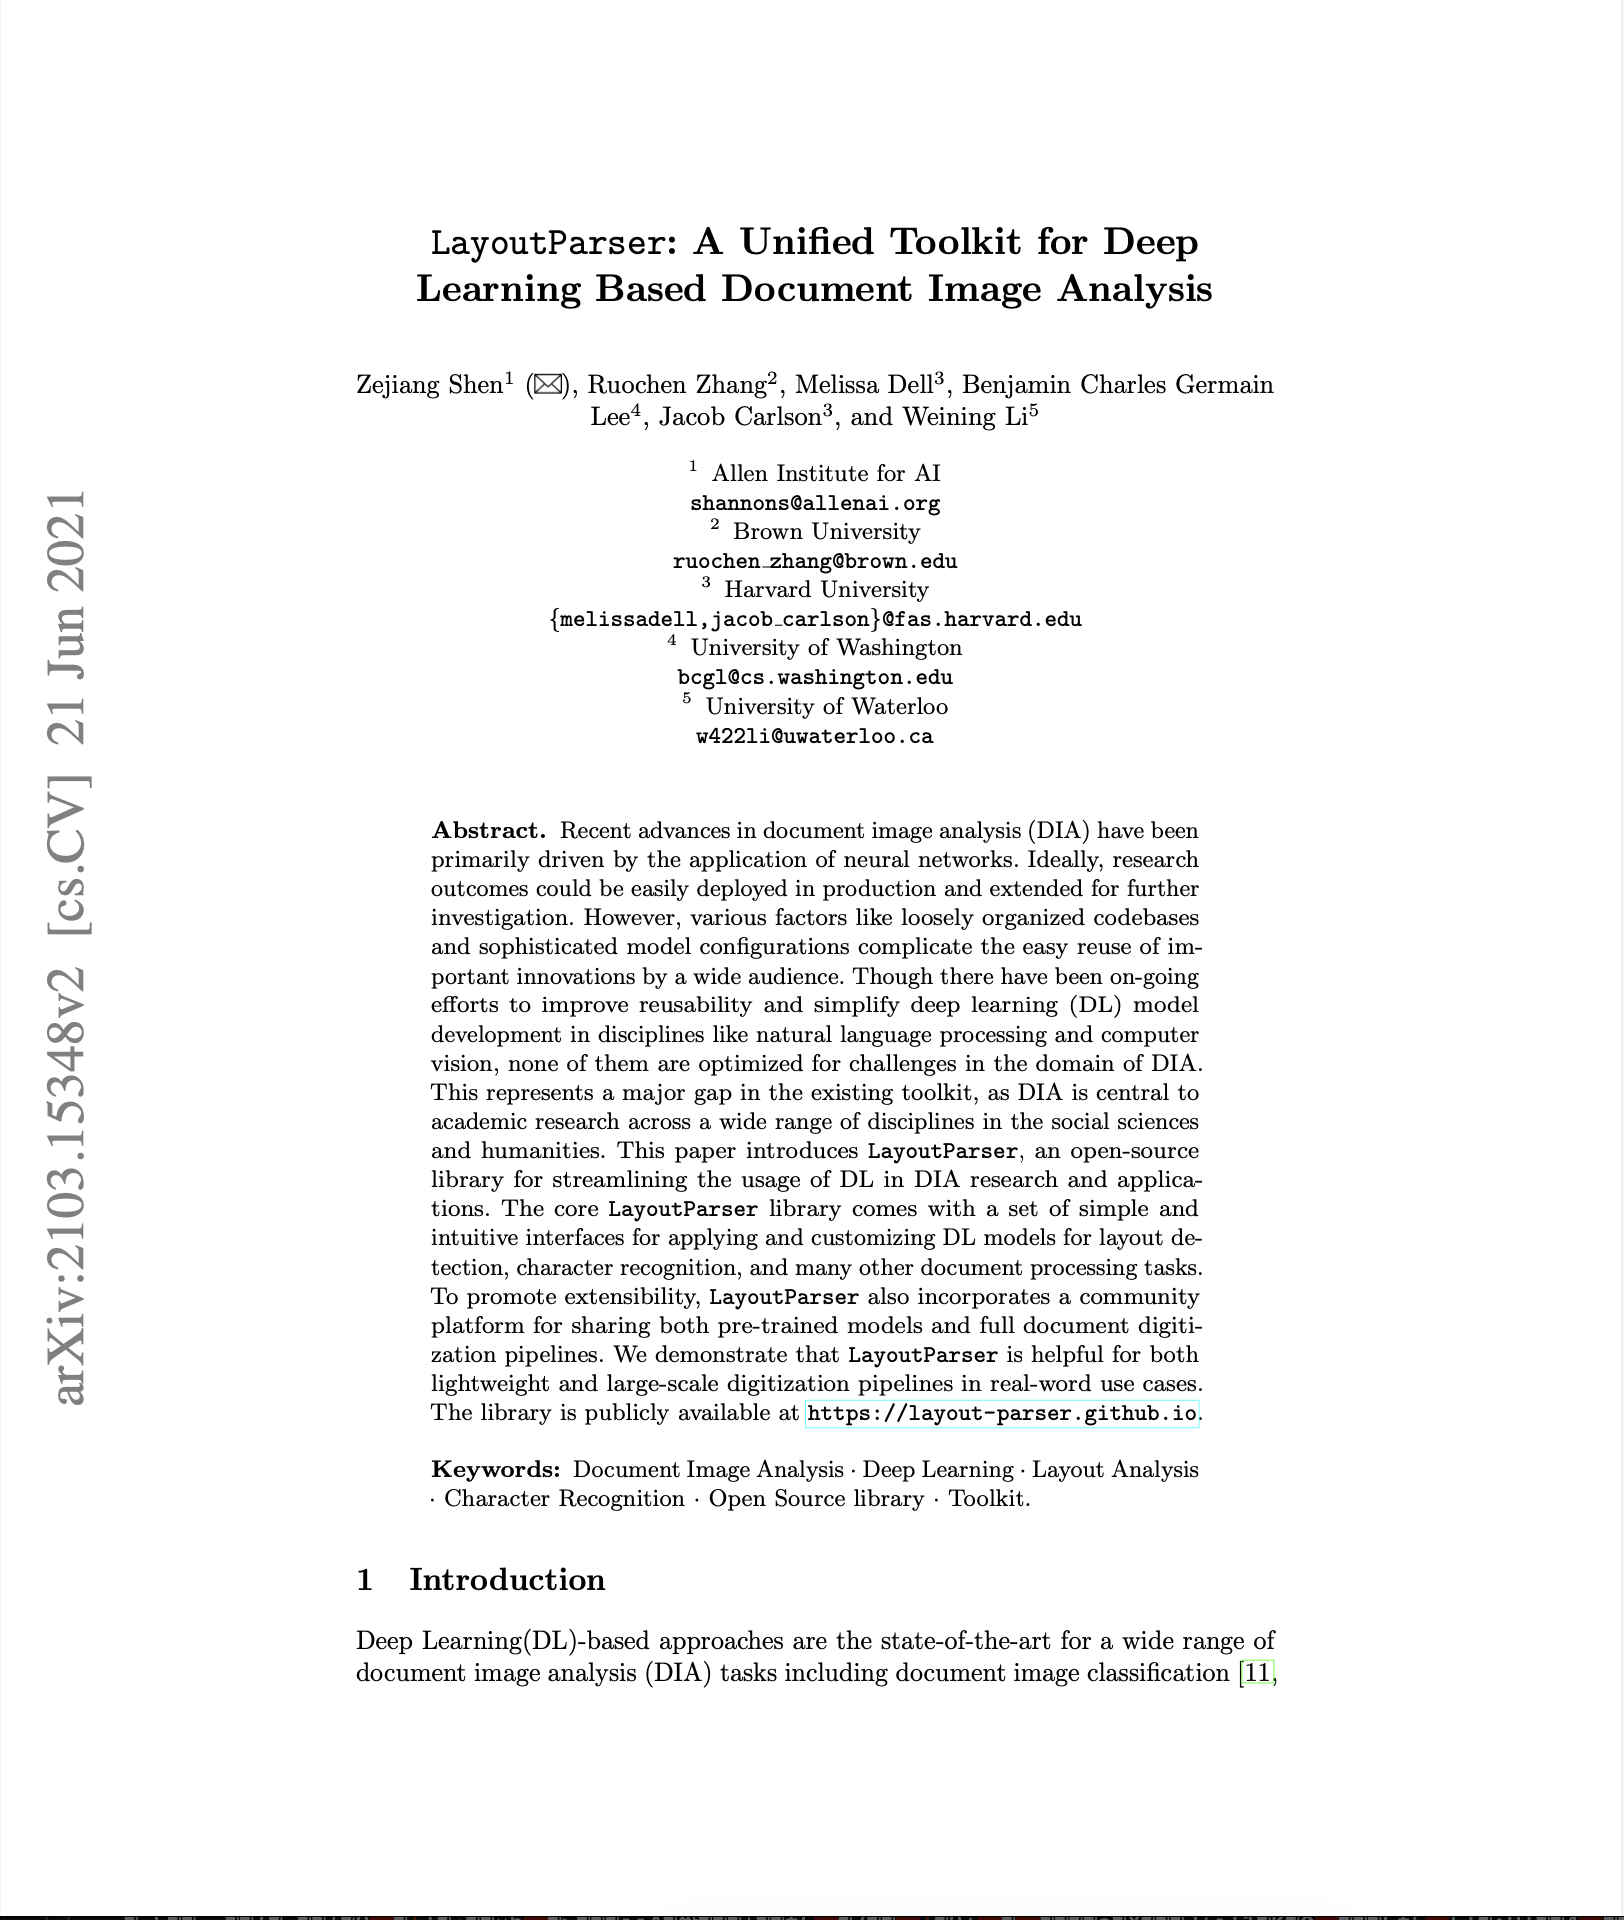 LayoutParser: A Unified Toolkit for Deep
Learning Based Document Image Analysis
Zejiang Shen1 (✉), Ruochen Zhang2, Melissa Dell3, Benjamin Charles Germain
Lee4, Jacob Carlson3, and Weining Li5
1 Allen Institute for AI
shannons@allenai.org
2 Brown University
ruochen_zhang@brown.edu
3 Harvard University
{melissadell,jacob_carlson}@fas.harvard.edu
4 University of Washington
bcgl@cs.washington.edu
5 University of Waterloo
w422li@uwaterloo.ca
arXiv:2103.15348v2 [cs.CV] 21 Jun 2021
Abstract. Recent advances in document image analysis (DIA) have been
primarily driven by the application of neural networks. Ideally, research
outcomes could be easily deployed in production and extended for further
investigation. However, various factors like loosely organized codebases
and sophisticated model configurations complicate the easy reuse of im-
portant innovations by a wide audience. Though there have been on-going
efforts to improve reusability and simplify deep learning (DL) model
development in disciplines like natural language processing and computer
vision, none of them are optimized for challenges in the domain of DIA.
This represents a major gap in the existing toolkit, as DIA is central to
academic research across a wide range of disciplines in the social sciences
and humanities. This paper introduces LayoutParser, an open-source
library for streamlining the usage of DL in DIA research and applica-
tions. The core LayoutParser library comes with a set of simple and
intuitive interfaces for applying and customizing DL models for layout de-
tection, character recognition, and many other document processing tasks.
To promote extensibility, LayoutParser also incorporates a community
platform for sharing both pre-trained models and full document digiti-
zation pipelines. We demonstrate that LayoutParser is helpful for both
lightweight and large-scale digitization pipelines in real-word use cases.
The library is publicly available at https://layout-parser.github.io.
Keywords: Document Image Analysis · Deep Learning · Layout Analysis
· Character Recognition · Open Source library · Toolkit.
1 Introduction
Deep Learning(DL)-based approaches are the state-of-the-art for a wide range of
document image analysis (DIA) tasks including document image classification [11,